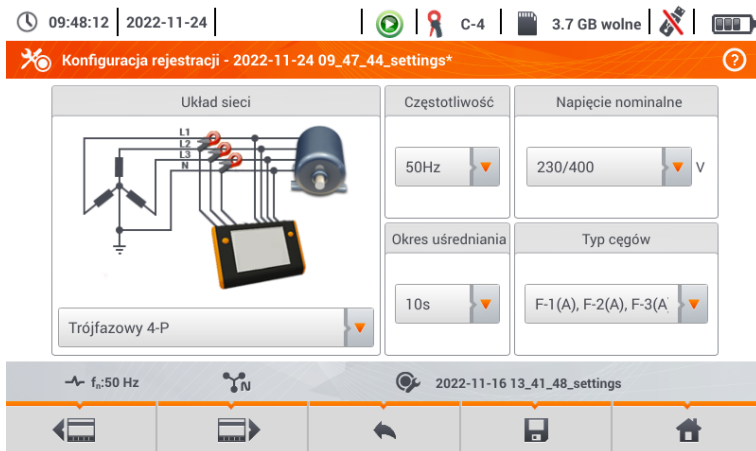 09:48:12 2022-11-24 C-4 3.7 GB wolne
Konfiguracja rejestracji - 2022-11-24 09_47_44_settings*
Układ sieci
L1
L2
L3
N
Trójfazowy 4-P
Częstotliwość
50Hz
Napięcie nominalne
230/400 V
Okres uśredniania
10s
Typ cęgów
F-1(A), F-2(A), F-3(A
fn:50 Hz N 2022-11-16 13_41_48_settings